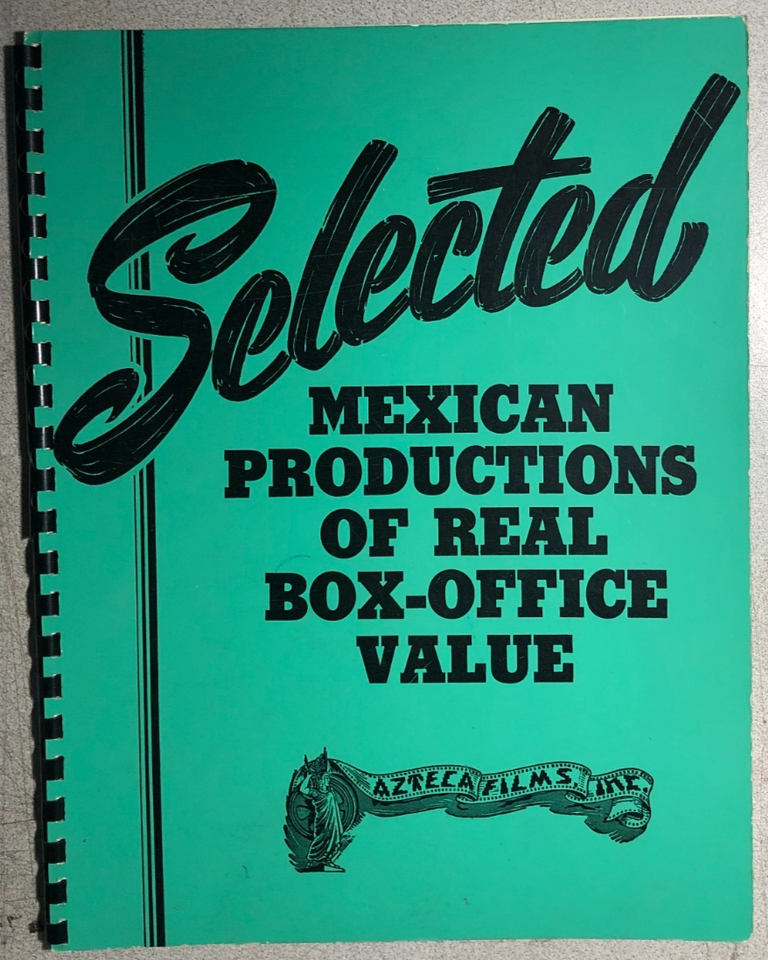 Selected
MEXICAN
PRODUCTIONS
OF REAL
BOX-OFFICE
VALUE
AZTECA FILMS, INC.